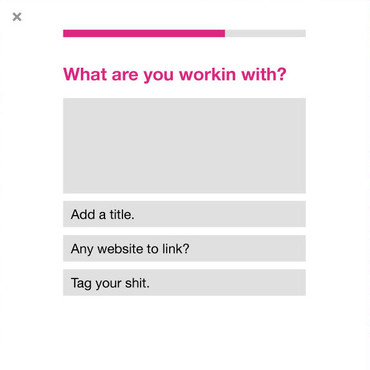 What are you workin with?
Add a title.
Any website to link?
Tag your shit.